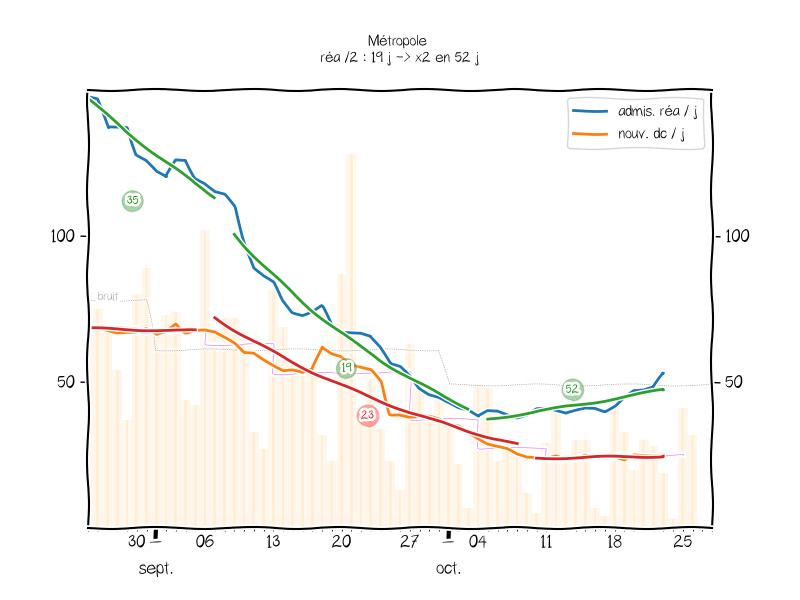 Métropole
réa /2 : 19 j -> x2 en 52 j
admis. réa / j
nouv. dc / j
35
100
100
bruit
19
52
50
50
23
30
06
13
20
27
04
11
18
25
sept.
oct.